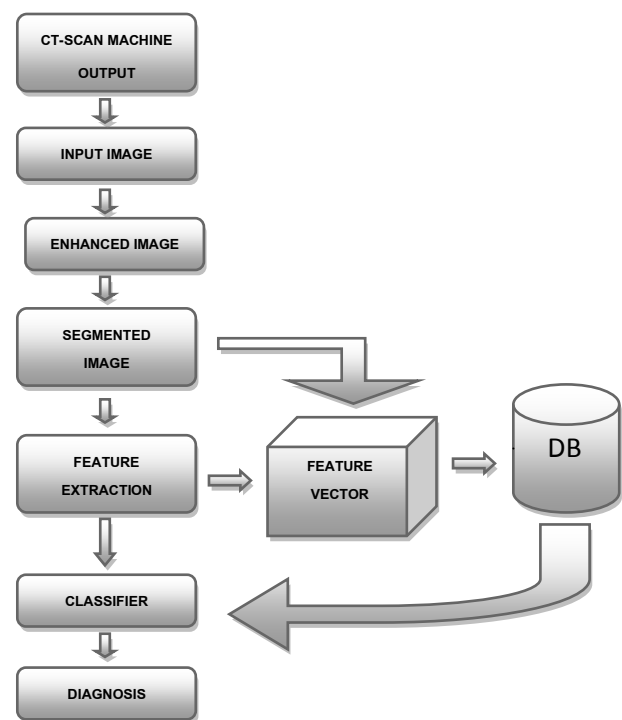 CT-SCAN MACHINE
OUTPUT
INPUT IMAGE
ENHANCED IMAGE
SEGMENTED
IMAGE
FEATURE
EXTRACTION
FEATURE
VECTOR
DB
CLASSIFIER
DIAGNOSIS